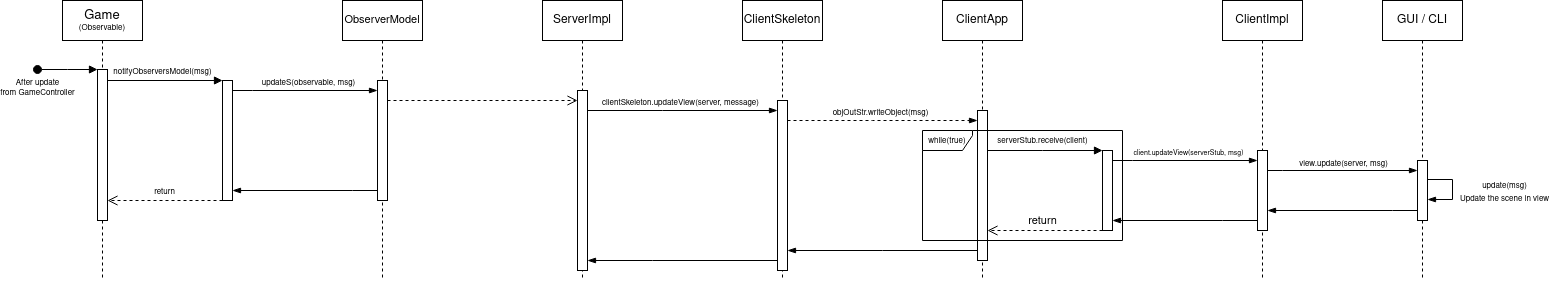 Game
(Observable)
ObserverModel
ServerImpl
ClientSkeleton
ClientApp
ClientImpl
GUI / CLI
After update
from GameController
notifyObserversModel(msg)
updateS(observable, msg)
clientSkeleton.updateView(server, message)
objOutStr.writeObject(msg)
while(true)
serverStub.receive(client)
client.updateView(serverStub, msg)
view.update(server, msg)
update(msg)
Update the scene in view
return
return